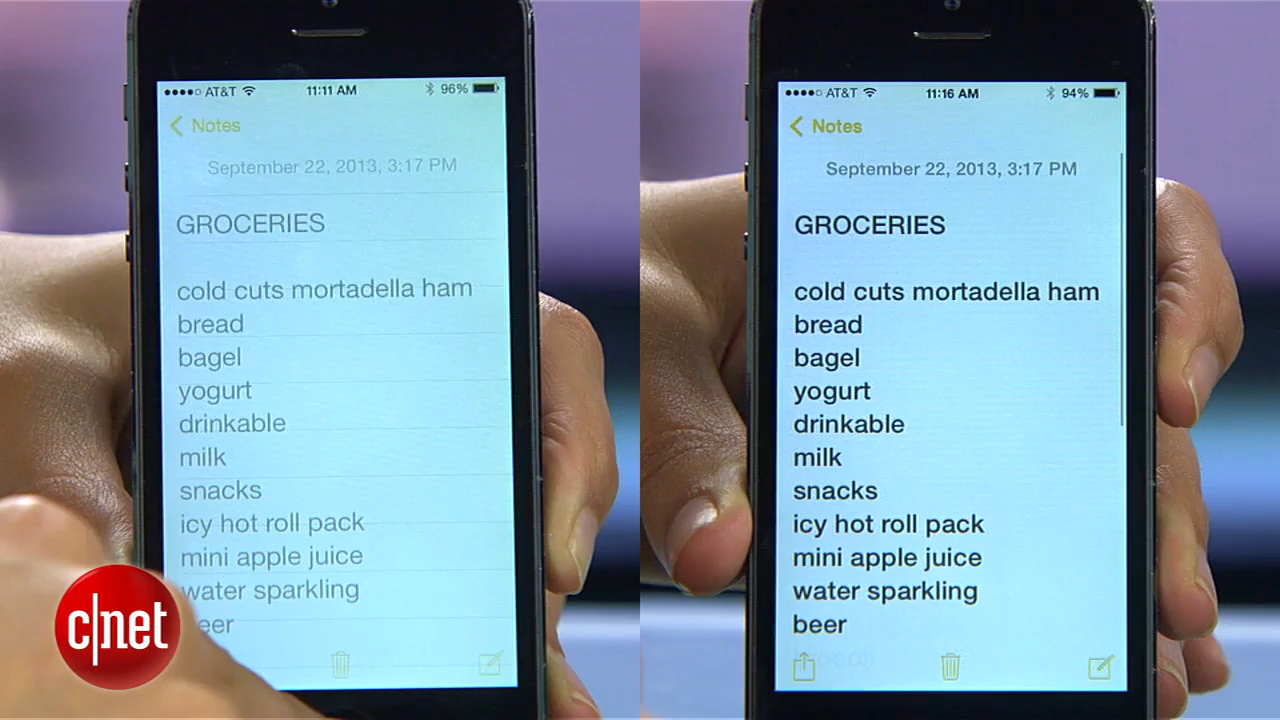 AT&T 11:11 AM 96%
Notes
September 22, 2013, 3:17 PM
GROCERIES
cold cuts mortadella ham
bread
bagel
yogurt
drinkable
milk
snacks
icy hot roll pack
mini apple juice
water sparkling
eer
c|net
AT&T 11:16 AM 94%
Notes
September 22, 2013, 3:17 PM
GROCERIES
cold cuts mortadella ham
bread
bagel
yogurt
drinkable
milk
snacks
icy hot roll pack
mini apple juice
water sparkling
beer
broccoli